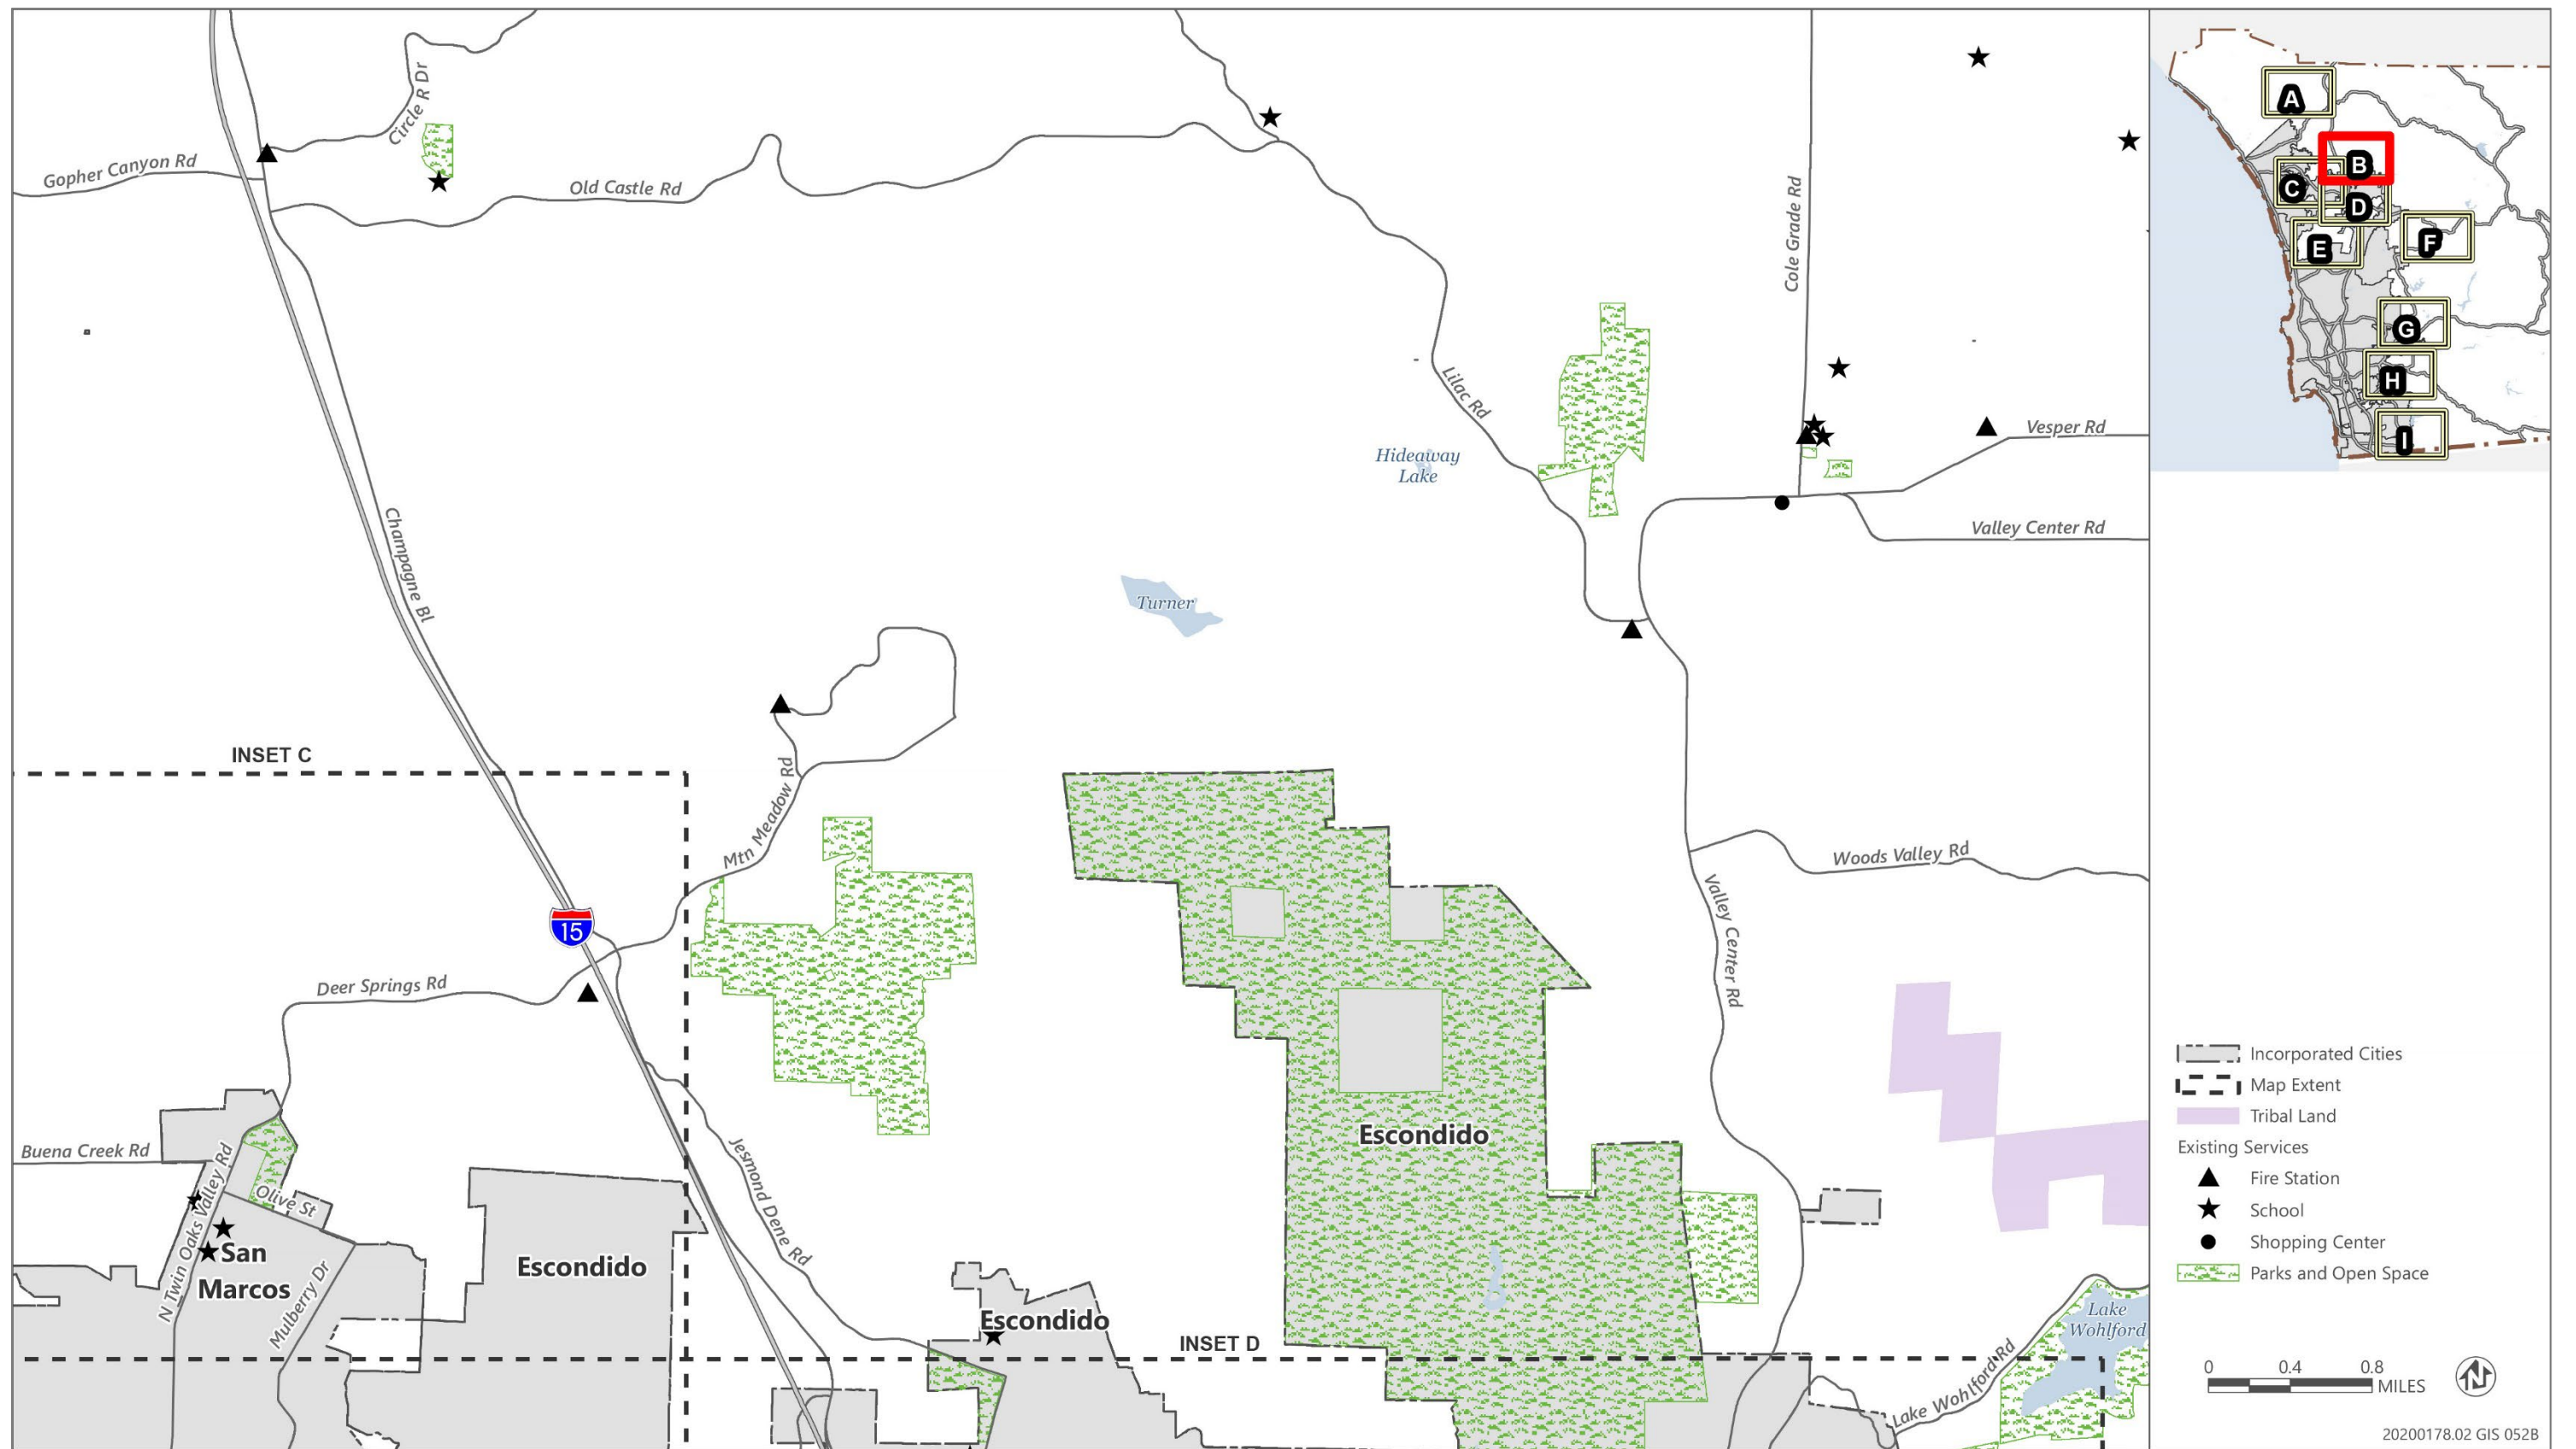 Circle R Dr
Gopher Canyon Rd
Old Castle Rd
Cole Grade Rd
Lilac Rd
Hideaway
Lake
Vesper Rd
Valley Center Rd
Champagne Bl
Turner
INSET C
Mtn Meadow Rd
Woods Valley Rd
Valley Center Rd
15
Deer Springs Rd
Buena Creek Rd
N Twin Oaks Valley Rd
Olive St
San
Marcos
Mulberry Dr
Escondido
Jesmond Dene Rd
Escondido
Escondido
INSET D
Lake
Wohlford
Lake Wohlford Rd
A
B
C
D
E
F
G
H
I
Incorporated Cities
Map Extent
Tribal Land
Existing Services
Fire Station
School
Shopping Center
Parks and Open Space
0 0.4 0.8
MILES
N
20200178.02 GIS 052B